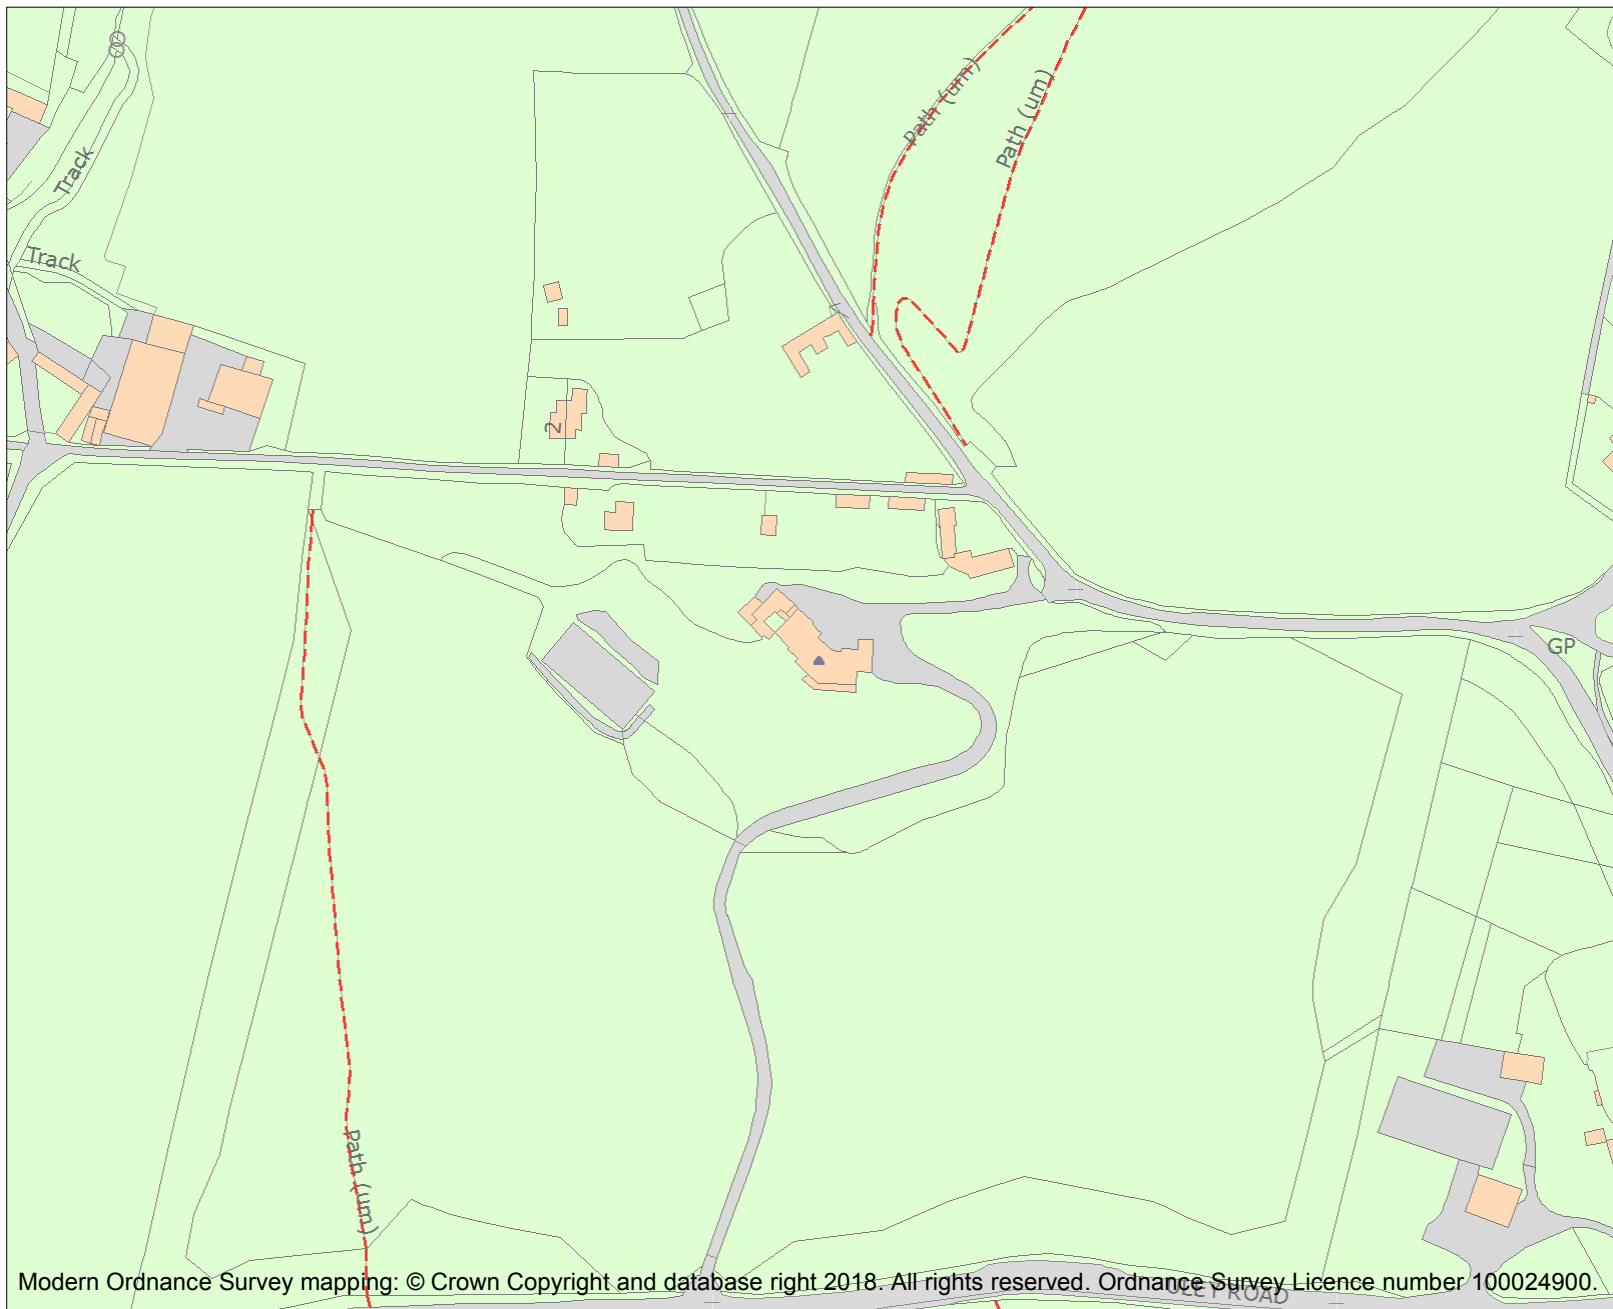 Path (um)
Path (um)
Track
Track
2
GP
Path (um)
ULEY ROAD
Modern Ordnance Survey mapping: © Crown Copyright and database right 2018. All rights reserved. Ordnance Survey Licence number 100024900.